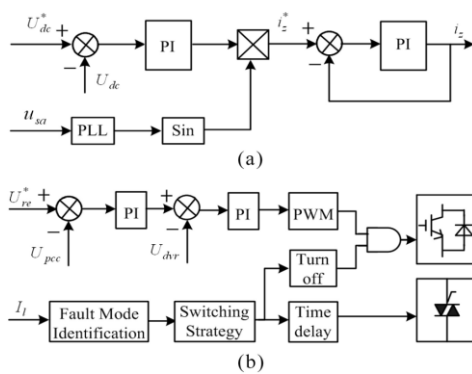 U*dc + PI i*z + PI iz
− Udc −
usa PLL Sin
(a)
U*re + PI + PI PWM
− Upcc − Udvr
Turn off
Il Fault Mode Identification Switching Strategy Time delay
(b)